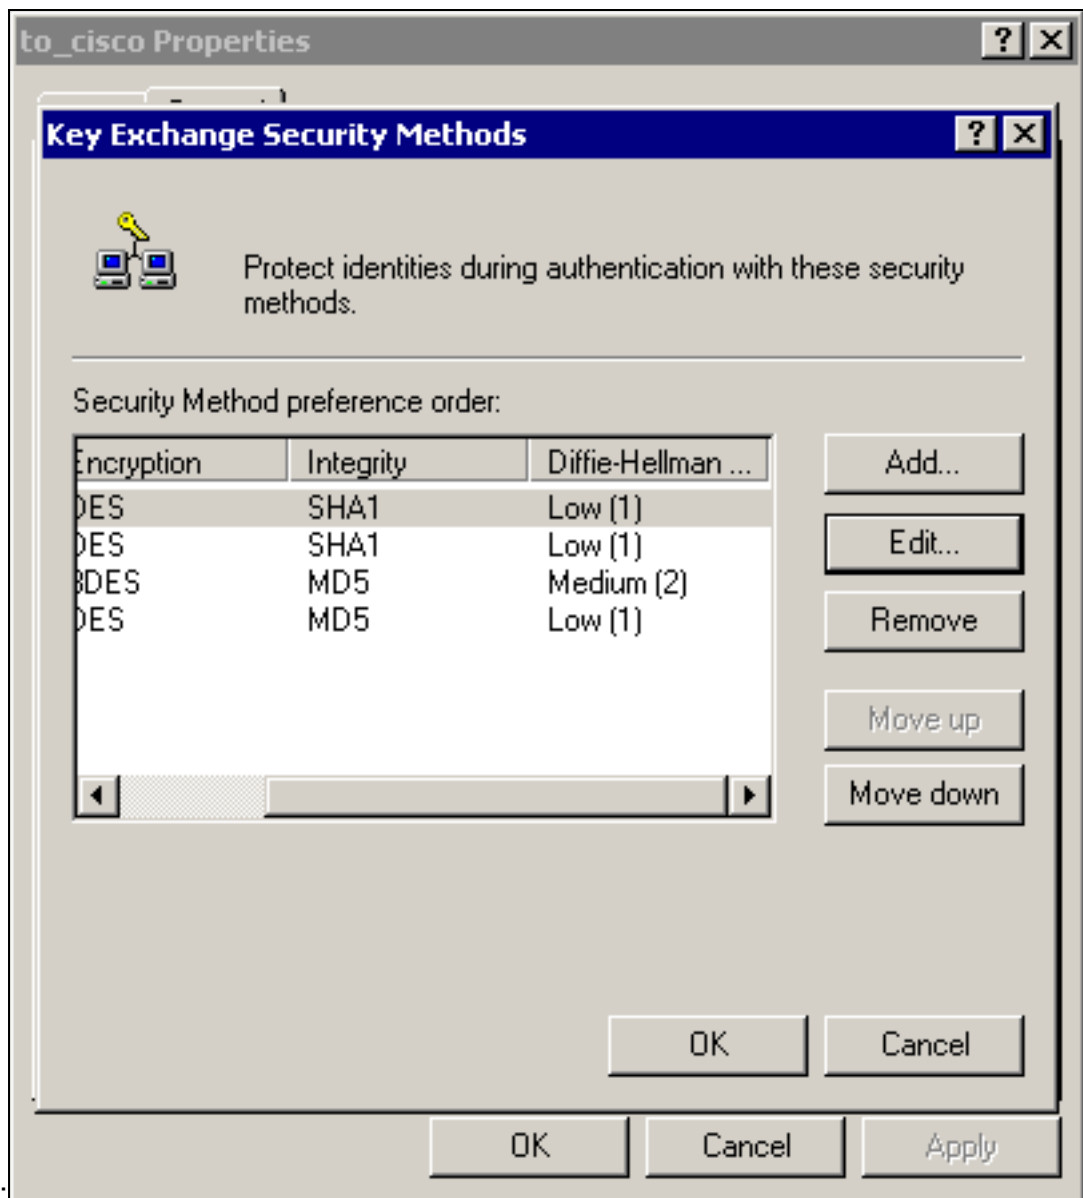 to_cisco Properties
Key Exchange Security Methods
Protect identities during authentication with these security
methods.
Security Method preference order:
Encryption Integrity Diffie-Hellman ...
DES SHA1 Low (1)
DES SHA1 Low (1)
3DES MD5 Medium (2)
DES MD5 Low (1)
Add...
Edit...
Remove
Move up
Move down
OK Cancel
OK Cancel Apply